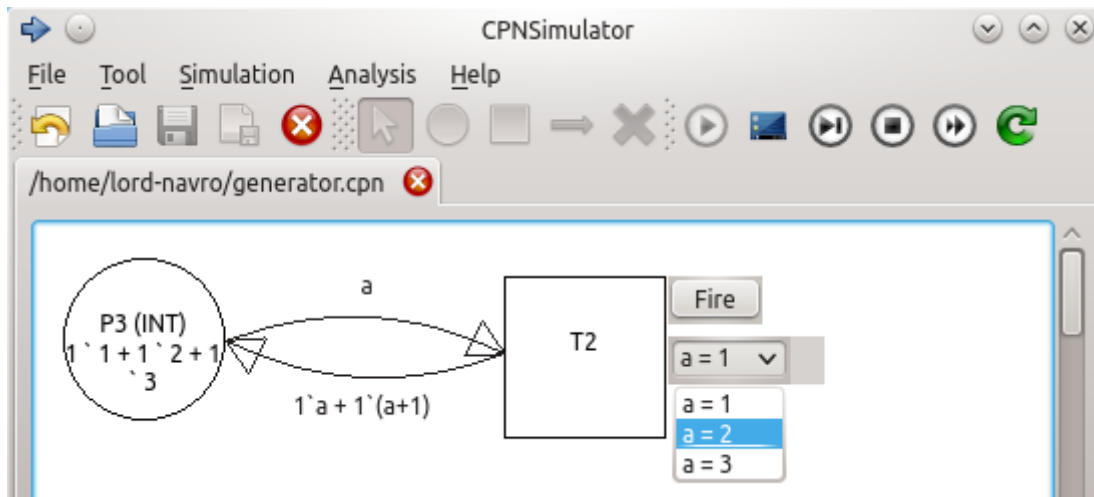 CPNSimulator
File Tool Simulation Analysis Help
/home/lord-navro/generator.cpn
a
Fire
P3 (INT)
1 ` 1 + 1 ` 2 + 1
` 3
T2
a = 1
1`a + 1`(a+1)
a = 1
a = 2
a = 3